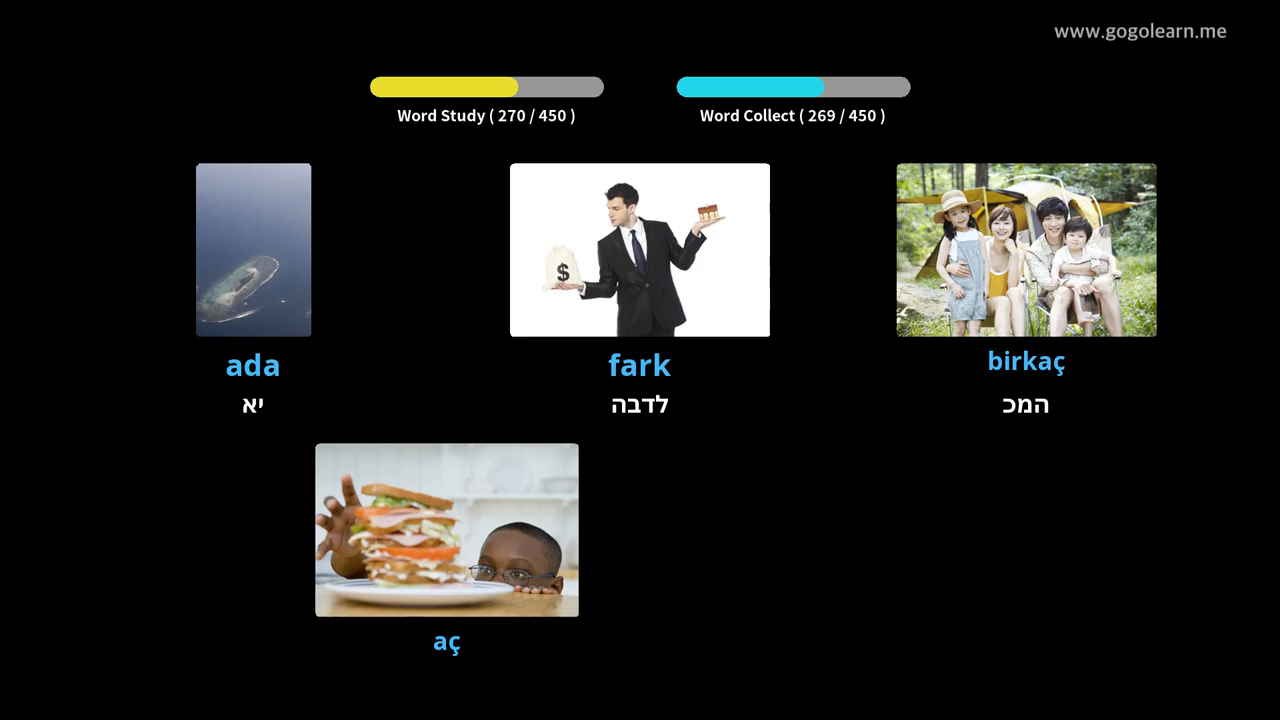 www.gogolearn.me
Word Study ( 270 / 450 )
Word Collect ( 269 / 450 )
ada
יא
fark
לדבה
birkaç
המכ
aç